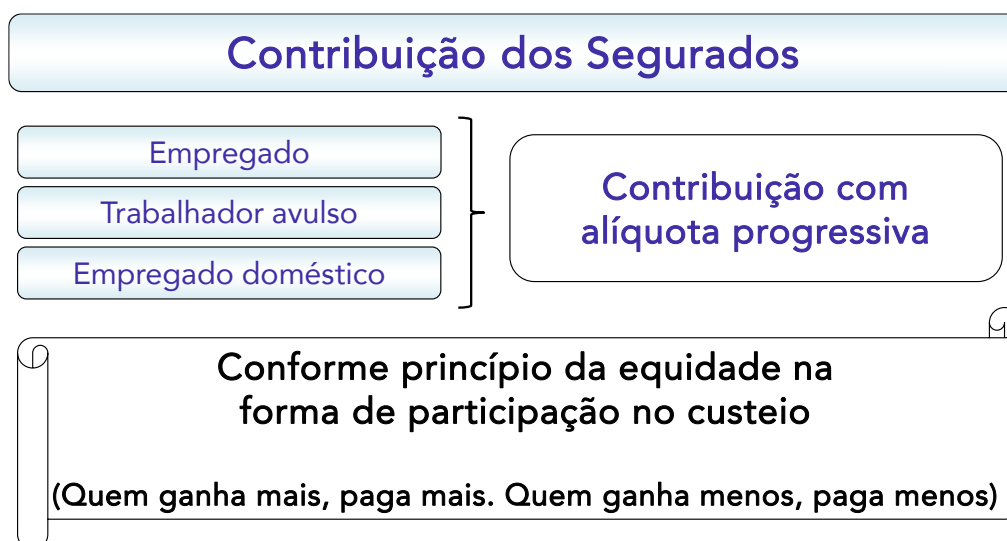 Contribuição dos Segurados
Empregado
Trabalhador avulso
Empregado doméstico
Contribuição com
alíquota progressiva
Conforme princípio da equidade na
forma de participação no custeio
(Quem ganha mais, paga mais. Quem ganha menos, paga menos)